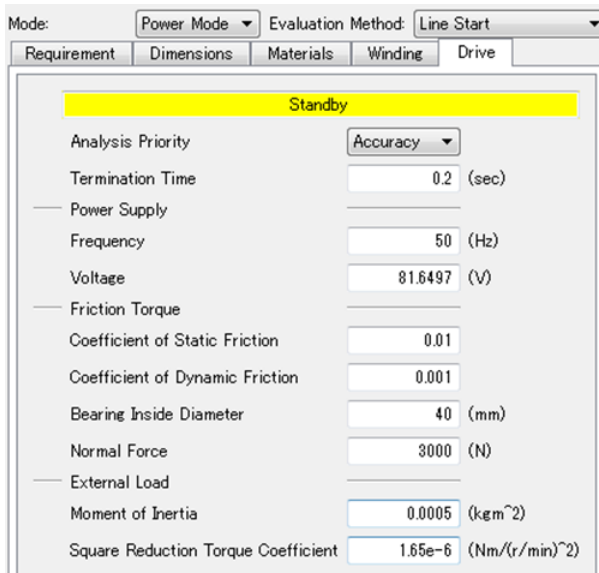 Mode: Power Mode Evaluation Method: Line Start
Requirement Dimensions Materials Winding Drive
Standby
Analysis Priority Accuracy
Termination Time 0.2 (sec)
Power Supply
Frequency 50 (Hz)
Voltage 81.6497 (V)
Friction Torque
Coefficient of Static Friction 0.01
Coefficient of Dynamic Friction 0.001
Bearing Inside Diameter 40 (mm)
Normal Force 3000 (N)
External Load
Moment of Inertia 0.0005 (kgm^2)
Square Reduction Torque Coefficient 1.65e-6 (Nm/(r/min)^2)